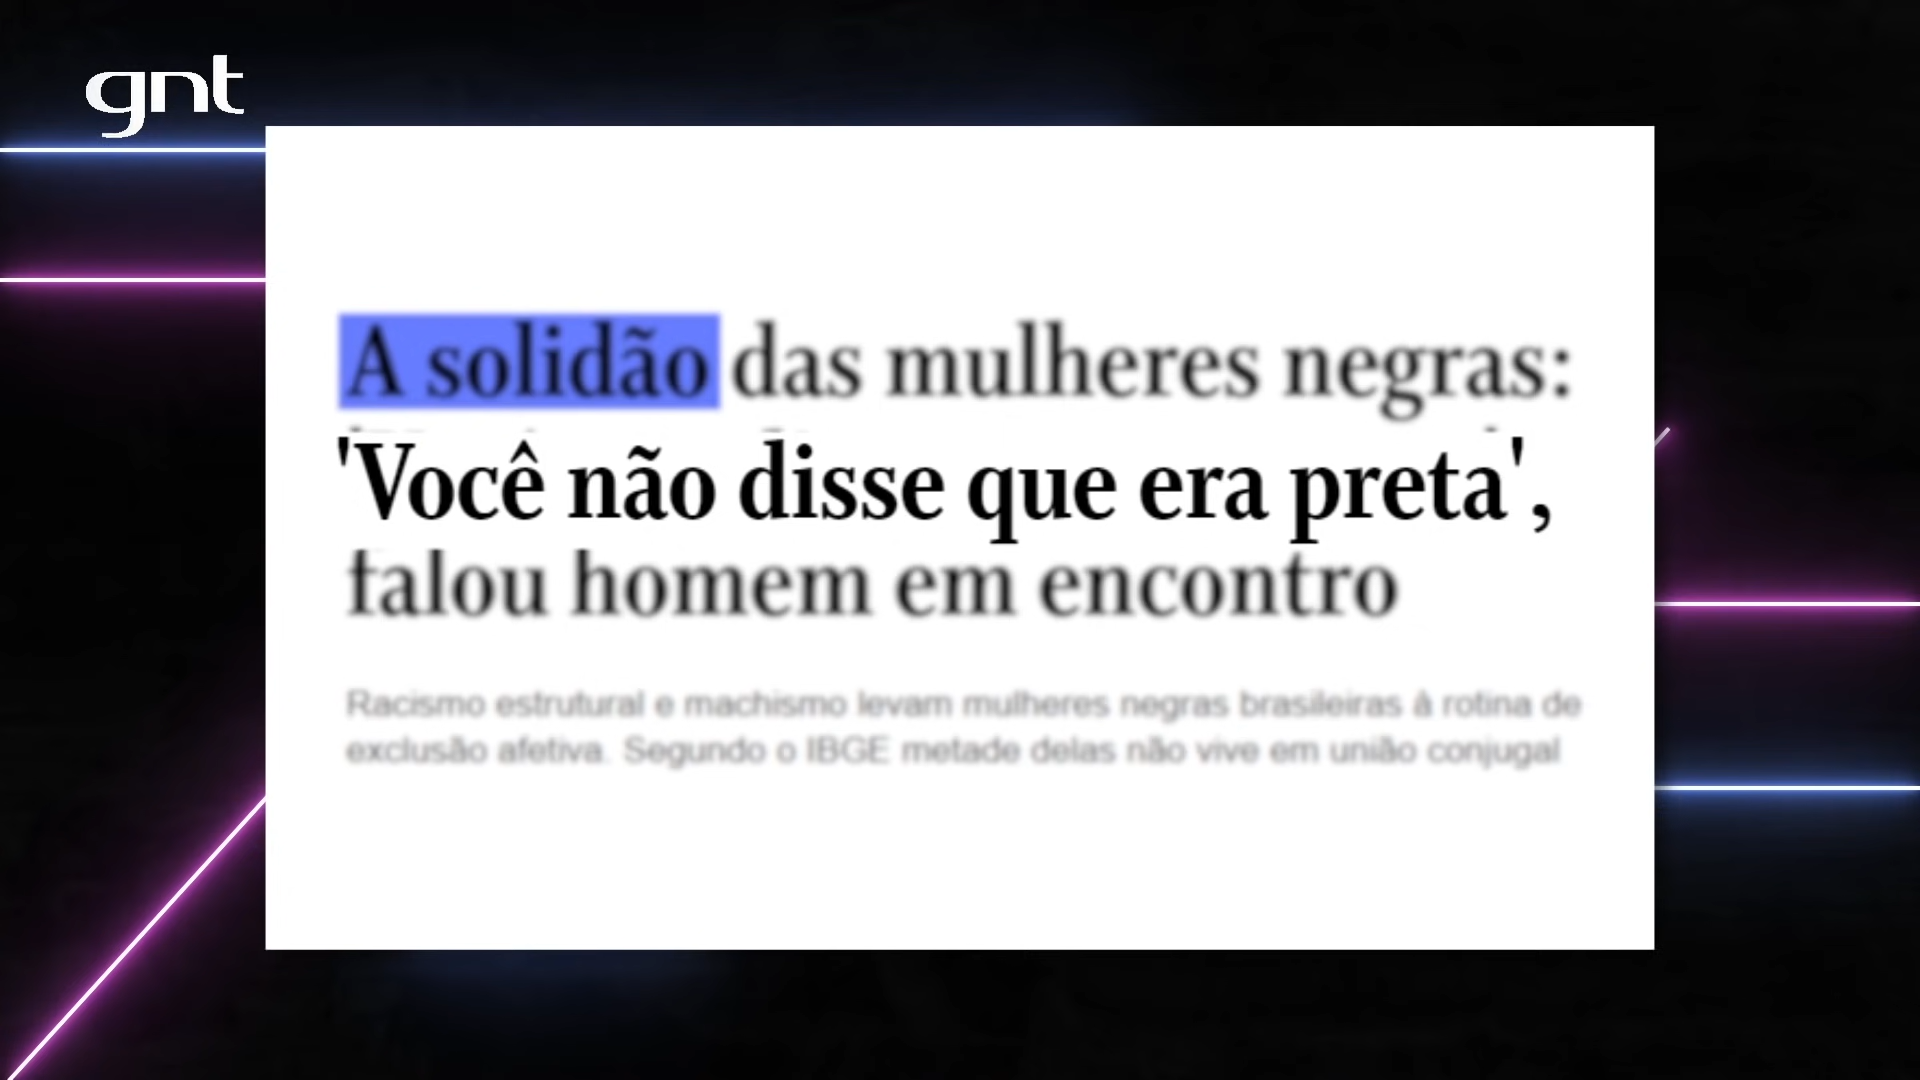 gnt
A solidão das mulheres negras:
'Você não disse que era preta',
falou homem em encontro
Racismo estrutural e machismo levam mulheres negras brasileiras à rotina de
exclusão afetiva. Segundo o IBGE metade delas não vive em união conjugal